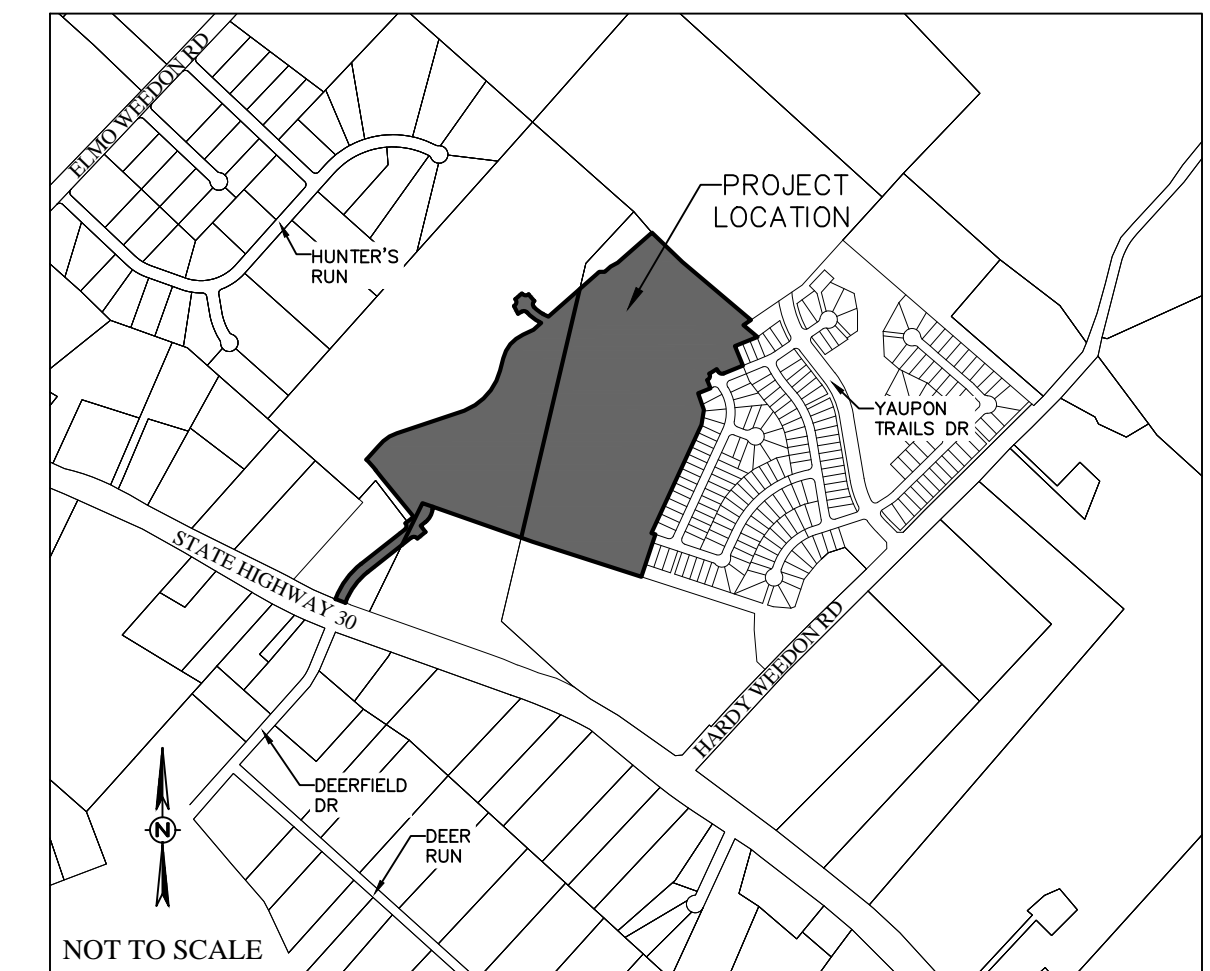 ELMO WEEDON RD
PROJECT
LOCATION
HUNTER'S
RUN
YAUPON
TRAILS DR
STATE HIGHWAY 30
HARDY WEEDON RD
DEERFIELD
DR
N
DEER
RUN
NOT TO SCALE